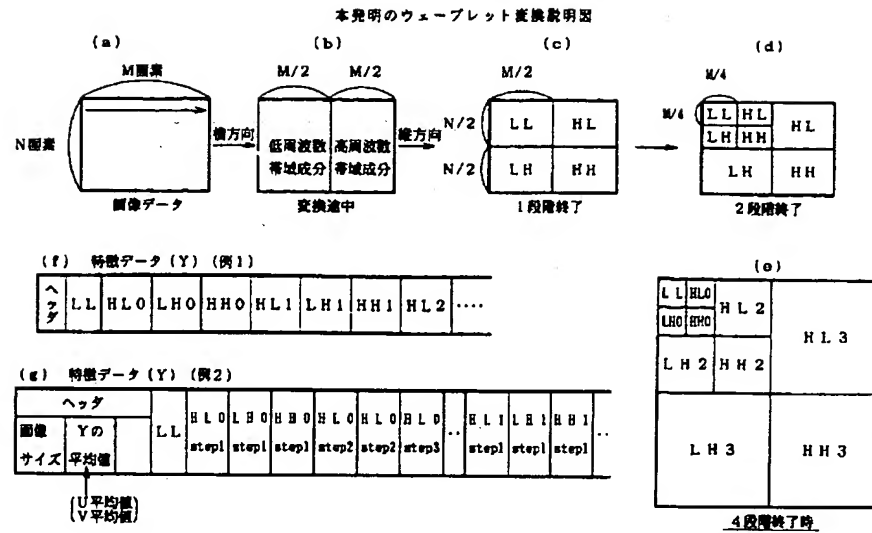 本発明のウェーブレット変換説明図
(a)
M画素
N画素
画像データ
横方向
(b)
M/2 M/2
低周波数 高周波数
帯域成分 帯域成分
変換途中
縦方向
(c)
M/2
N/2
N/2
LL HL
LH HH
1段階終了
(d)
M/4
M/4
LL HL
LH HH
HL
LH HH
2段階終了
(f) 特徴データ(Y)(例1)
ヘッダ LL HL0 LH0 HH0 HL1 LH1 HH1 HL2 ‥‥
(e)
LL HL0
LH0 HH0
HL2
LH2 HH2
HL3
LH3 HH3
4段階終了時
(g) 特徴データ(Y)(例2)
ヘッダ
画像サイズ
Yの平均値
LL
HL0 step1
LH0 step1
HH0 step1
HL0 step2
HL0 step2
HL0 step3
‥
HL1 step1
LH1 step1
HH1 step1
‥
(U平均値
V平均値)